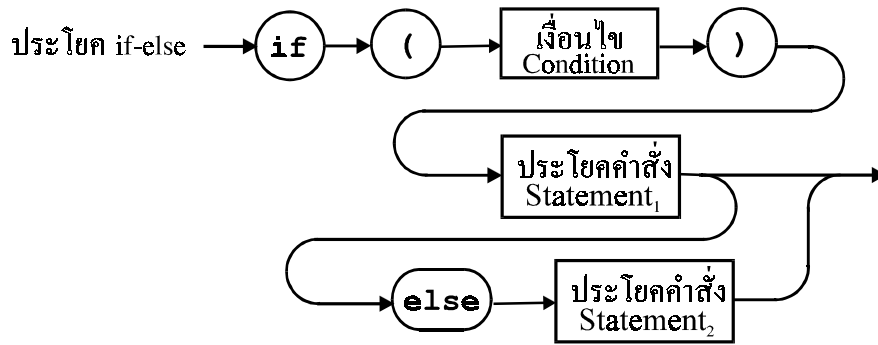 ประโยค if-else if ( เงื่อนไข )
Condition
ประโยคคำสั่ง
Statement₁
else ประโยคคำสั่ง
Statement₂